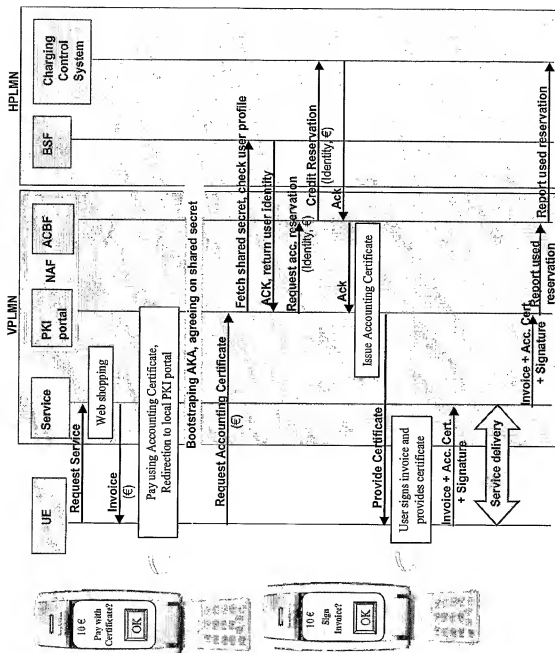 VPLMN
HPLMN
UE
Service
PKI
portal
NAF
ACBF
BSF
Charging
Control
System
Request Service
Web shopping
Invoice
(€)
Pay using Accounting Certificate,
Redirection to local PKI portal
Bootstraping AKA, agreeing on shared secret
Request Accounting Certificate
(€)
Fetch shared secret, check user profile
ACK, return user identity
Request acc. reservation
(Identity, €)
Credit Reservation
(Identity, €)
Ack
Ack
Issue Accounting Certificate
Provide Certificate
User signs invoice and
provides certificate
Invoice + Acc. Cert.
+ Signature
Service delivery
Invoice + Acc. Cert.
+ Signature
Report used
reservation
Report used reservation
10 €
Pay with
Certificate?
OK
10 €
Sign
Invoice?
OK